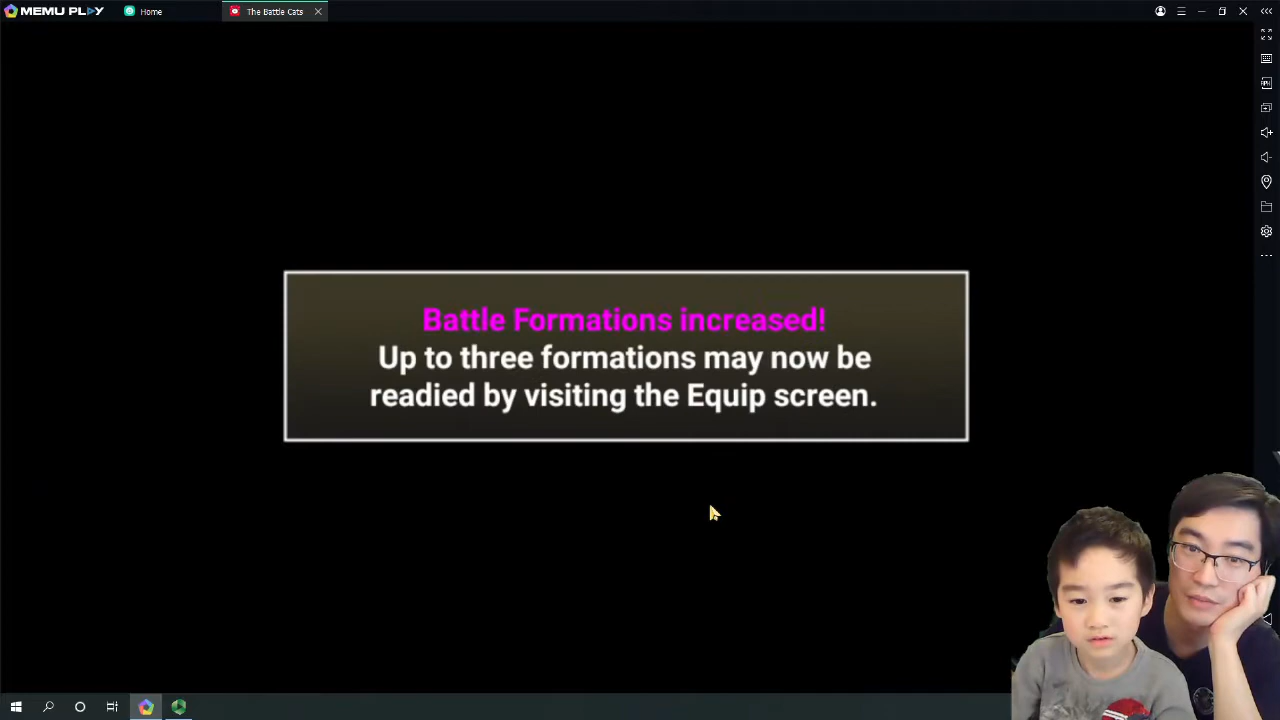 MEMU PLAY
Home
The Battle Cats
Battle Formations increased!
Up to three formations may now be
readied by visiting the Equip screen.